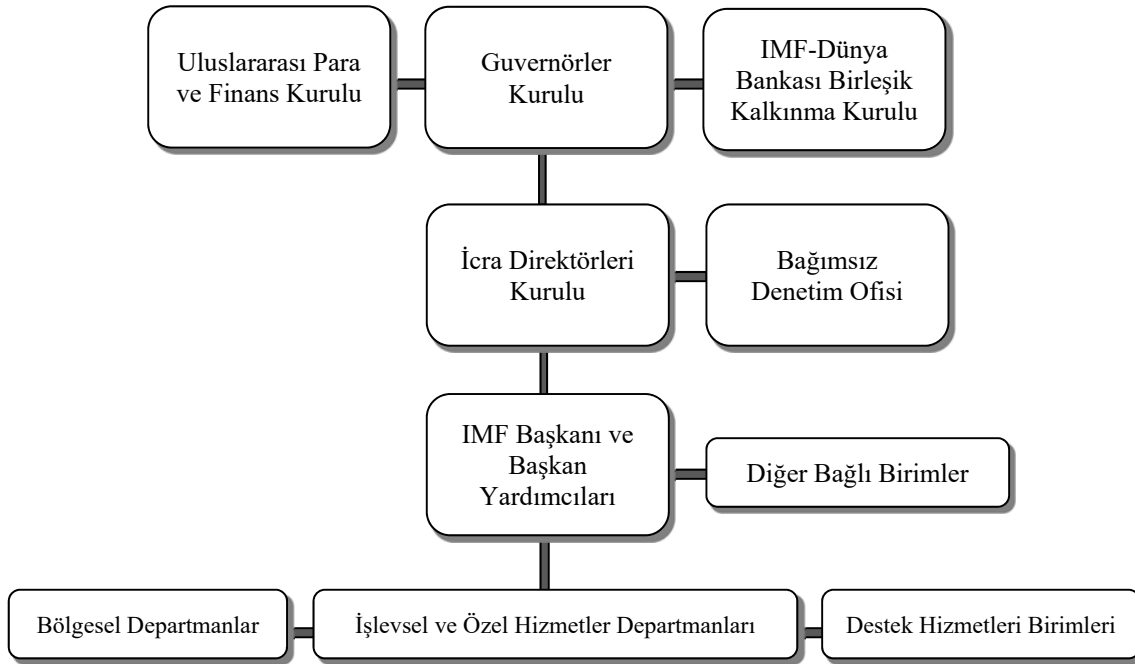 Uluslararası Para
ve Finans Kurulu
Guvernörler
Kurulu
IMF-Dünya
Bankası Birleşik
Kalkınma Kurulu
İcra Direktörleri
Kurulu
Bağımsız
Denetim Ofisi
IMF Başkanı ve
Başkan
Yardımcıları
Diğer Bağlı Birimler
Bölgesel Departmanlar
İşlevsel ve Özel Hizmetler Departmanları
Destek Hizmetleri Birimleri